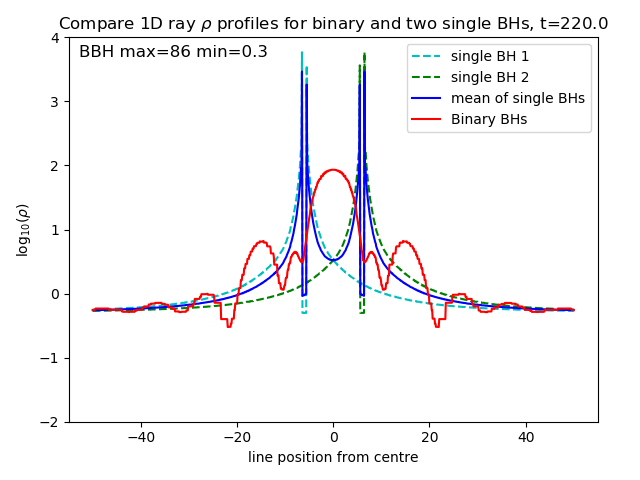 Compare 1D ray ρ profiles for binary and two single BHs, t=220.0
BBH max=86 min=0.3
single BH 1
single BH 2
mean of single BHs
Binary BHs
4
3
2
1
0
−1
−2
log₁₀(ρ)
−40 −20 0 20 40
line position from centre